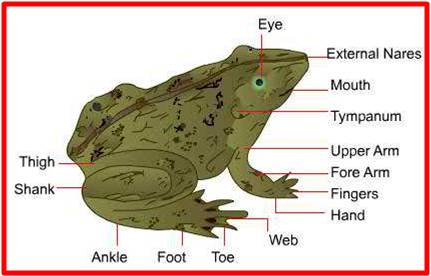 Eye
External Nares
Mouth
Tympanum
Upper Arm
Fore Arm
Fingers
Hand
Thigh
Shank
Web
Ankle
Foot
Toe